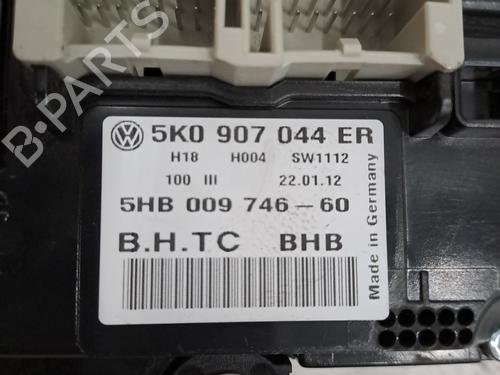 B-PARTS
5K0 907 044 ER
H18 H004 SW1112
100 III 22.01.12
5HB 009 746-60
B.H.TC BHB
Made in Germany